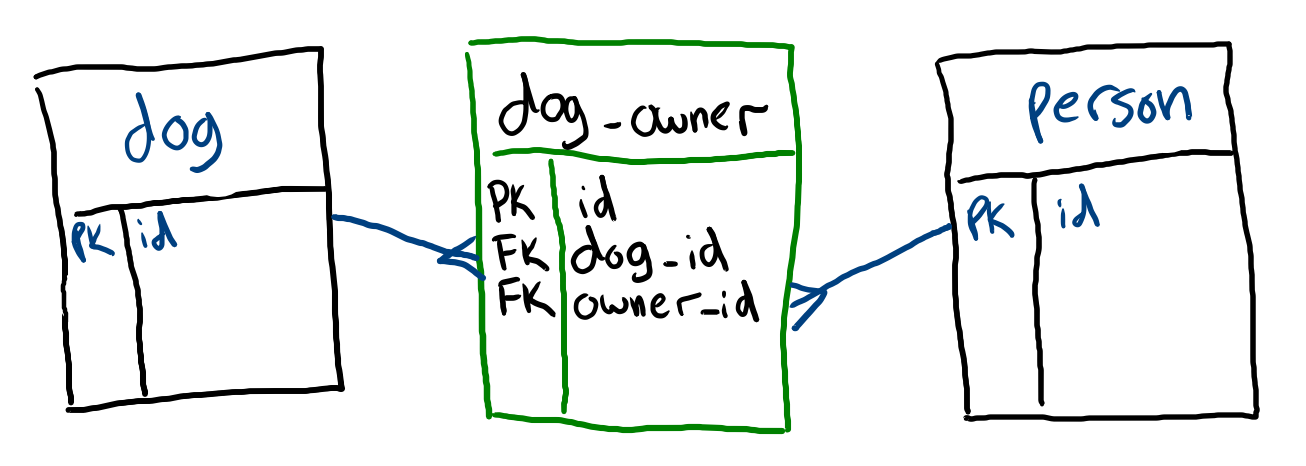 dog
PK id
dog_owner
PK id
FK dog_id
FK owner_id
person
PK id